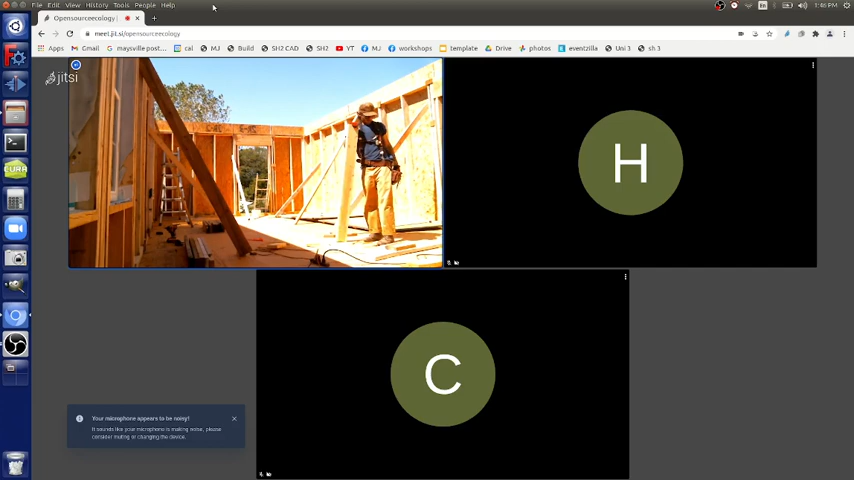 File Edit View History Tools People Help
En
1:46 PM
Opensourceecology |
meet.jit.si/opensourceecology
Apps Gmail maysville post... cal MJ Build SH2 CAD SH2 YT MJ workshops template Drive photos eventzilla Uni 3 sh 3
jitsi
H
C
Your microphone appears to be noisy!
It sounds like your microphone is making noise, please
consider muting or changing the device.
CURA